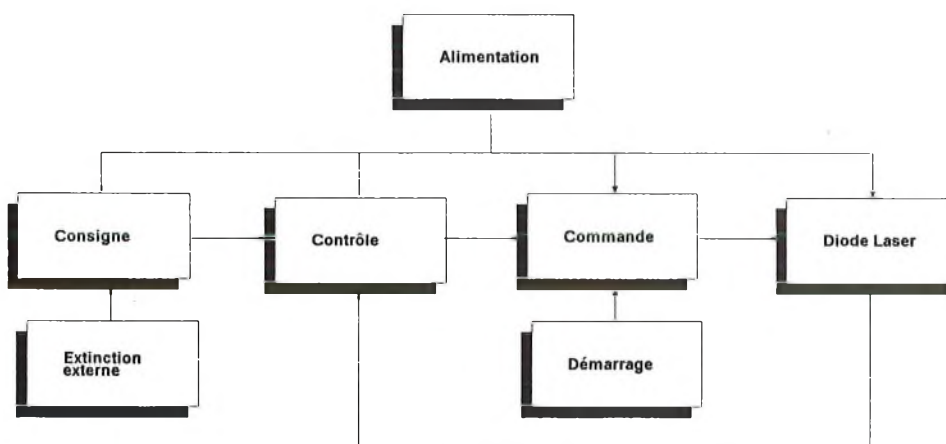 Alimentation
Consigne
Contrôle
Commande
Diode Laser
Extinction
externe
Démarrage